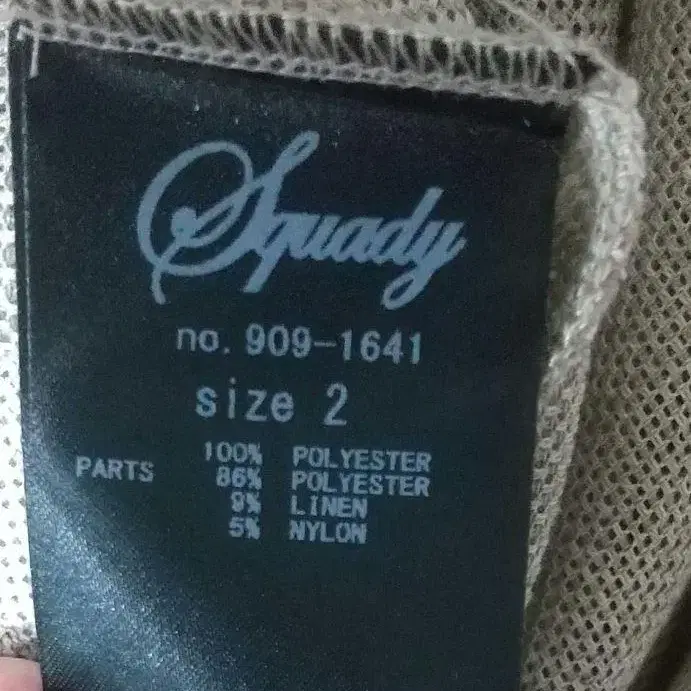 Squady
no. 909-1641
size 2
100% POLYESTER
PARTS 86% POLYESTER
9% LINEN
5% NYLON